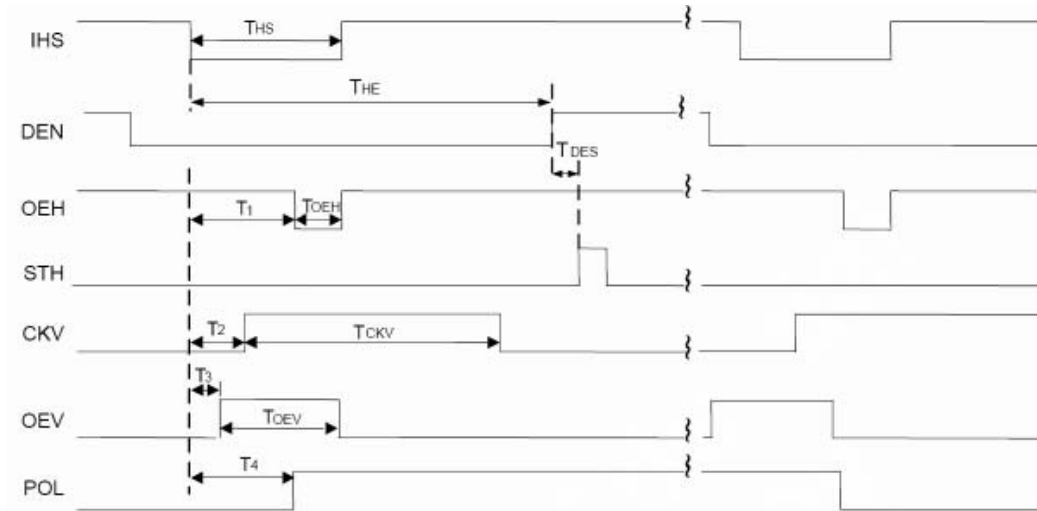 IHS
THS
THE
DEN
TDES
OEH
T1
TOEH
STH
CKV
T2
TCKV
T3
OEV
TOEV
T4
POL